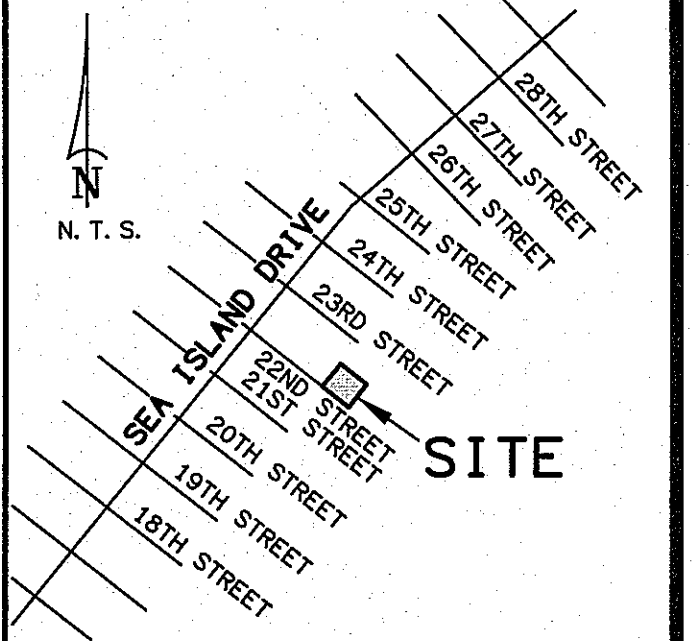 N
N. T. S.
28TH STREET
27TH STREET
26TH STREET
25TH STREET
24TH STREET
23RD STREET
22ND STREET
21ST STREET
20TH STREET
19TH STREET
18TH STREET
SEA ISLAND DRIVE
SITE